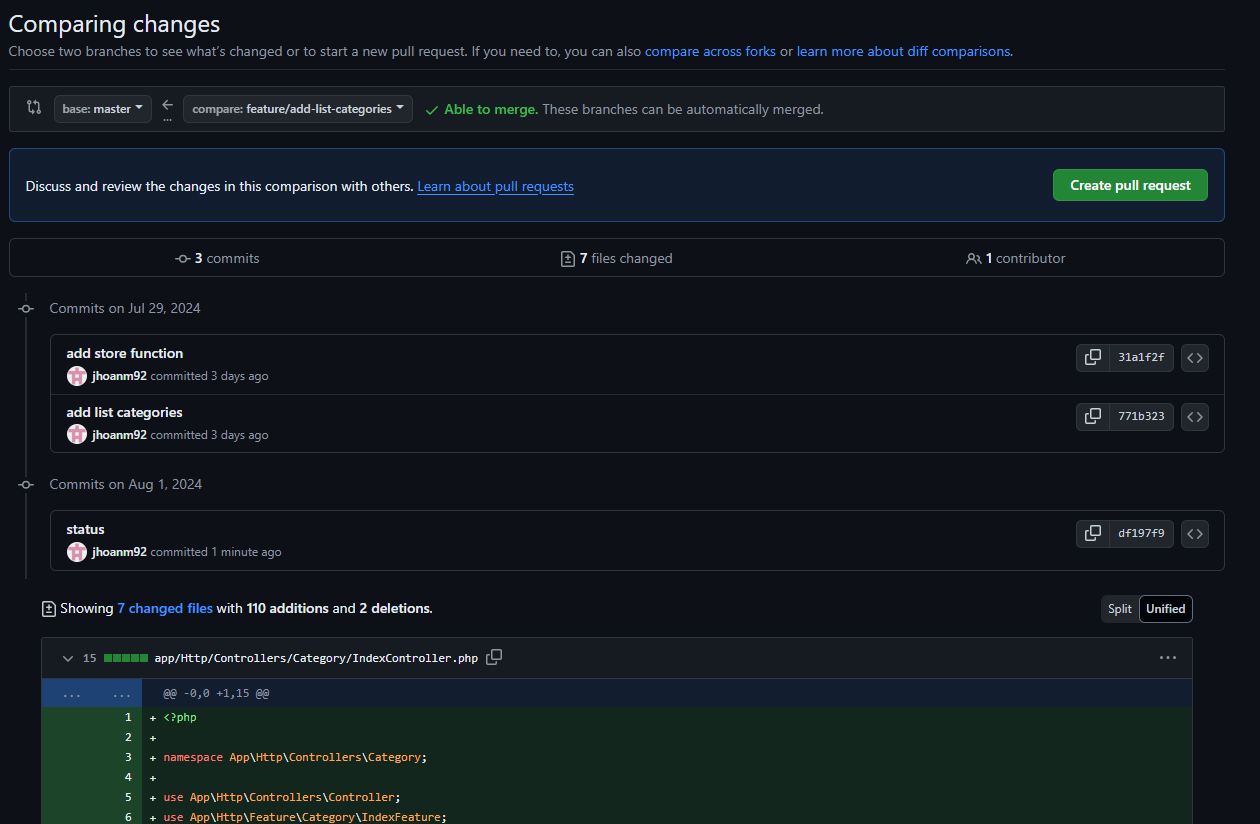 Comparing changes
Choose two branches to see what's changed or to start a new pull request. If you need to, you can also compare across forks or learn more about diff comparisons.
base: master ... compare: feature/add-list-categories Able to merge. These branches can be automatically merged.
Discuss and review the changes in this comparison with others. Learn about pull requests Create pull request
3 commits 7 files changed 1 contributor
Commits on Jul 29, 2024
add store function
jhoanm92 committed 3 days ago 31a1f2f
add list categories
jhoanm92 committed 3 days ago 771b323
Commits on Aug 1, 2024
status
jhoanm92 committed 1 minute ago df197f9
Showing 7 changed files with 110 additions and 2 deletions. Split Unified
15 app/Http/Controllers/Category/IndexController.php ...
... ... @@ -0,0 +1,15 @@
1 + <?php
2 +
3 + namespace App\Http\Controllers\Category;
4 +
5 + use App\Http\Controllers\Controller;
6 + use App\Http\Feature\Category\IndexFeature;